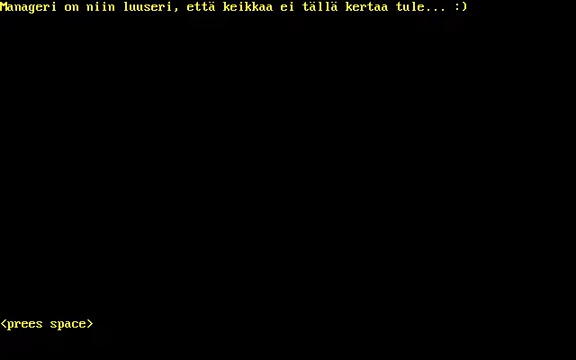 Manageri on niin luuseri, että keikkaa ei tällä kertaa tule... :)
<prees space>